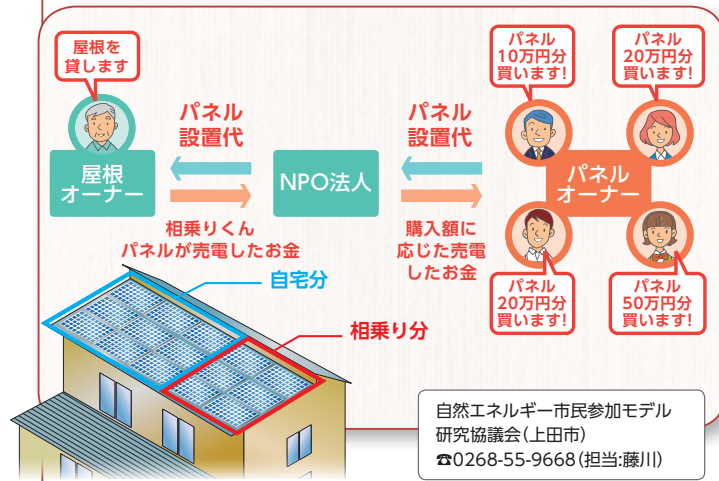 屋根を
貸します
パネル
10万円分
買います!
パネル
20万円分
買います!
パネル
設置代
パネル
設置代
屋根
オーナー
NPO法人
パネル
オーナー
相乗りくん
パネルが売電したお金
購入額に
応じた売電
したお金
パネル
20万円分
買います!
パネル
50万円分
買います!
自宅分
相乗り分
自然エネルギー市民参加モデル
研究協議会(上田市)
☎0268-55-9668(担当:藤川)